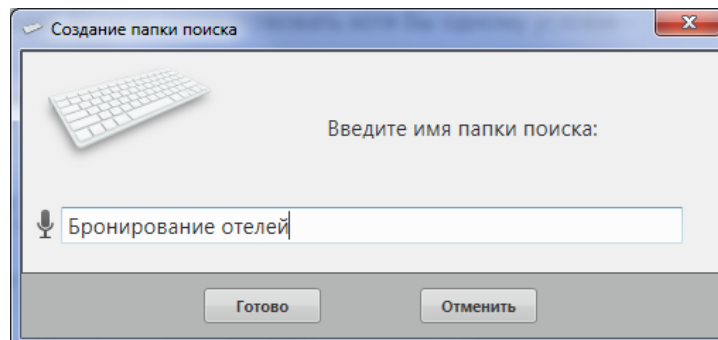 Создание папки поиска
Введите имя папки поиска:
Бронирование отелей
Готово
Отменить